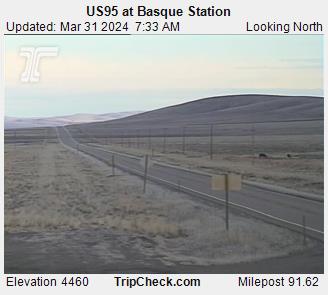 US95 at Basque Station
Updated: Mar 31 2024 7:33 AM Looking North
Elevation 4460 TripCheck.com Milepost 91.62